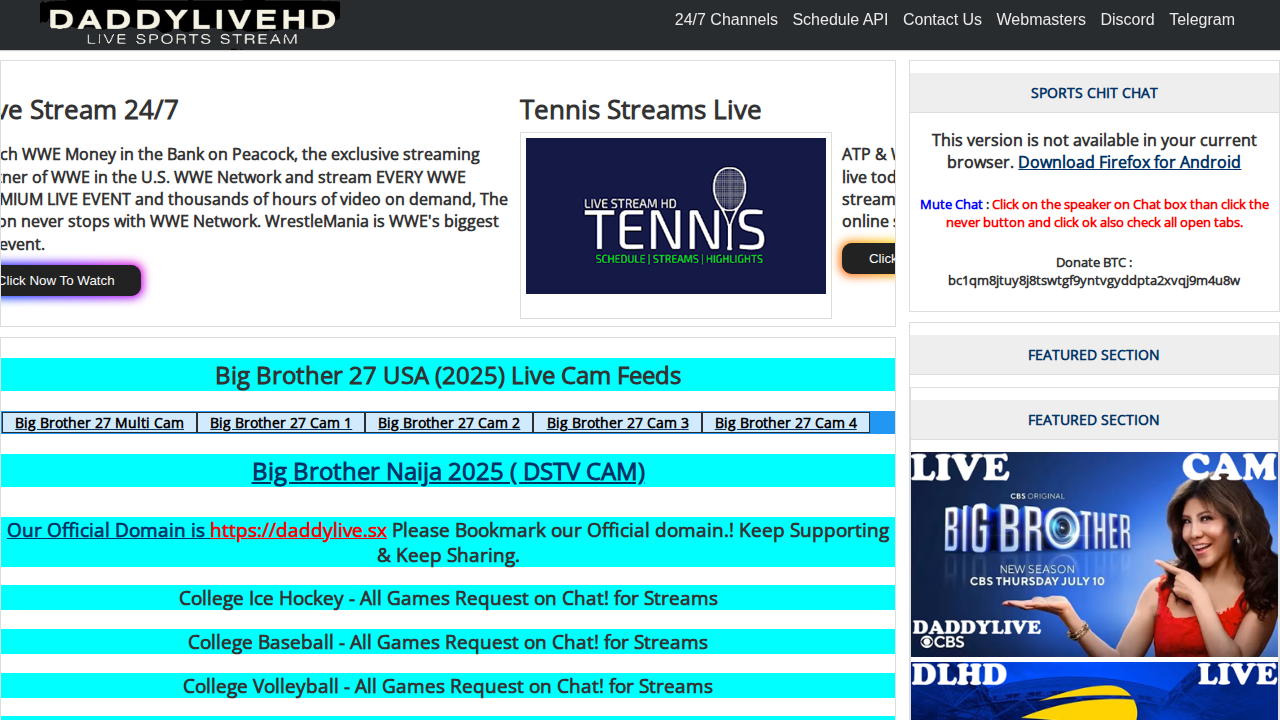 DADDYLIVEHD
LIVE SPORTS STREAM
24/7 Channels Schedule API Contact Us Webmasters Discord Telegram
ve Stream 24/7
ch WWE Money in the Bank on Peacock, the exclusive streaming
ner of WWE in the U.S. WWE Network and stream EVERY WWE
MIUM LIVE EVENT and thousands of hours of video on demand, The
on never stops with WWE Network. WrestleMania is WWE's biggest
event.
Click Now To Watch
Tennis Streams Live
LIVE STREAM HD
TENNIS
SCHEDULE | STREAMS | HIGHLIGHTS
ATP & W
live tod
stream
online s
Click
SPORTS CHIT CHAT
This version is not available in your current
browser. Download Firefox for Android
Mute Chat : Click on the speaker on Chat box than click the
never button and click ok also check all open tabs.
Donate BTC :
bc1qm8jtuy8j8tswtgf9yntvgyddpta2xvqj9m4u8w
Big Brother 27 USA (2025) Live Cam Feeds
Big Brother 27 Multi Cam Big Brother 27 Cam 1 Big Brother 27 Cam 2 Big Brother 27 Cam 3 Big Brother 27 Cam 4
Big Brother Naija 2025 ( DSTV CAM)
Our Official Domain is https://daddylive.sx Please Bookmark our Official domain.! Keep Supporting
& Keep Sharing.
College Ice Hockey - All Games Request on Chat! for Streams
College Baseball - All Games Request on Chat! for Streams
College Volleyball - All Games Request on Chat! for Streams
FEATURED SECTION
FEATURED SECTION
LIVE CAM
CBS ORIGINAL
BIG BROTHER
NEW SEASON
CBS THURSDAY JULY 10
DADDYLIVE
CBS
DLHD LIVE